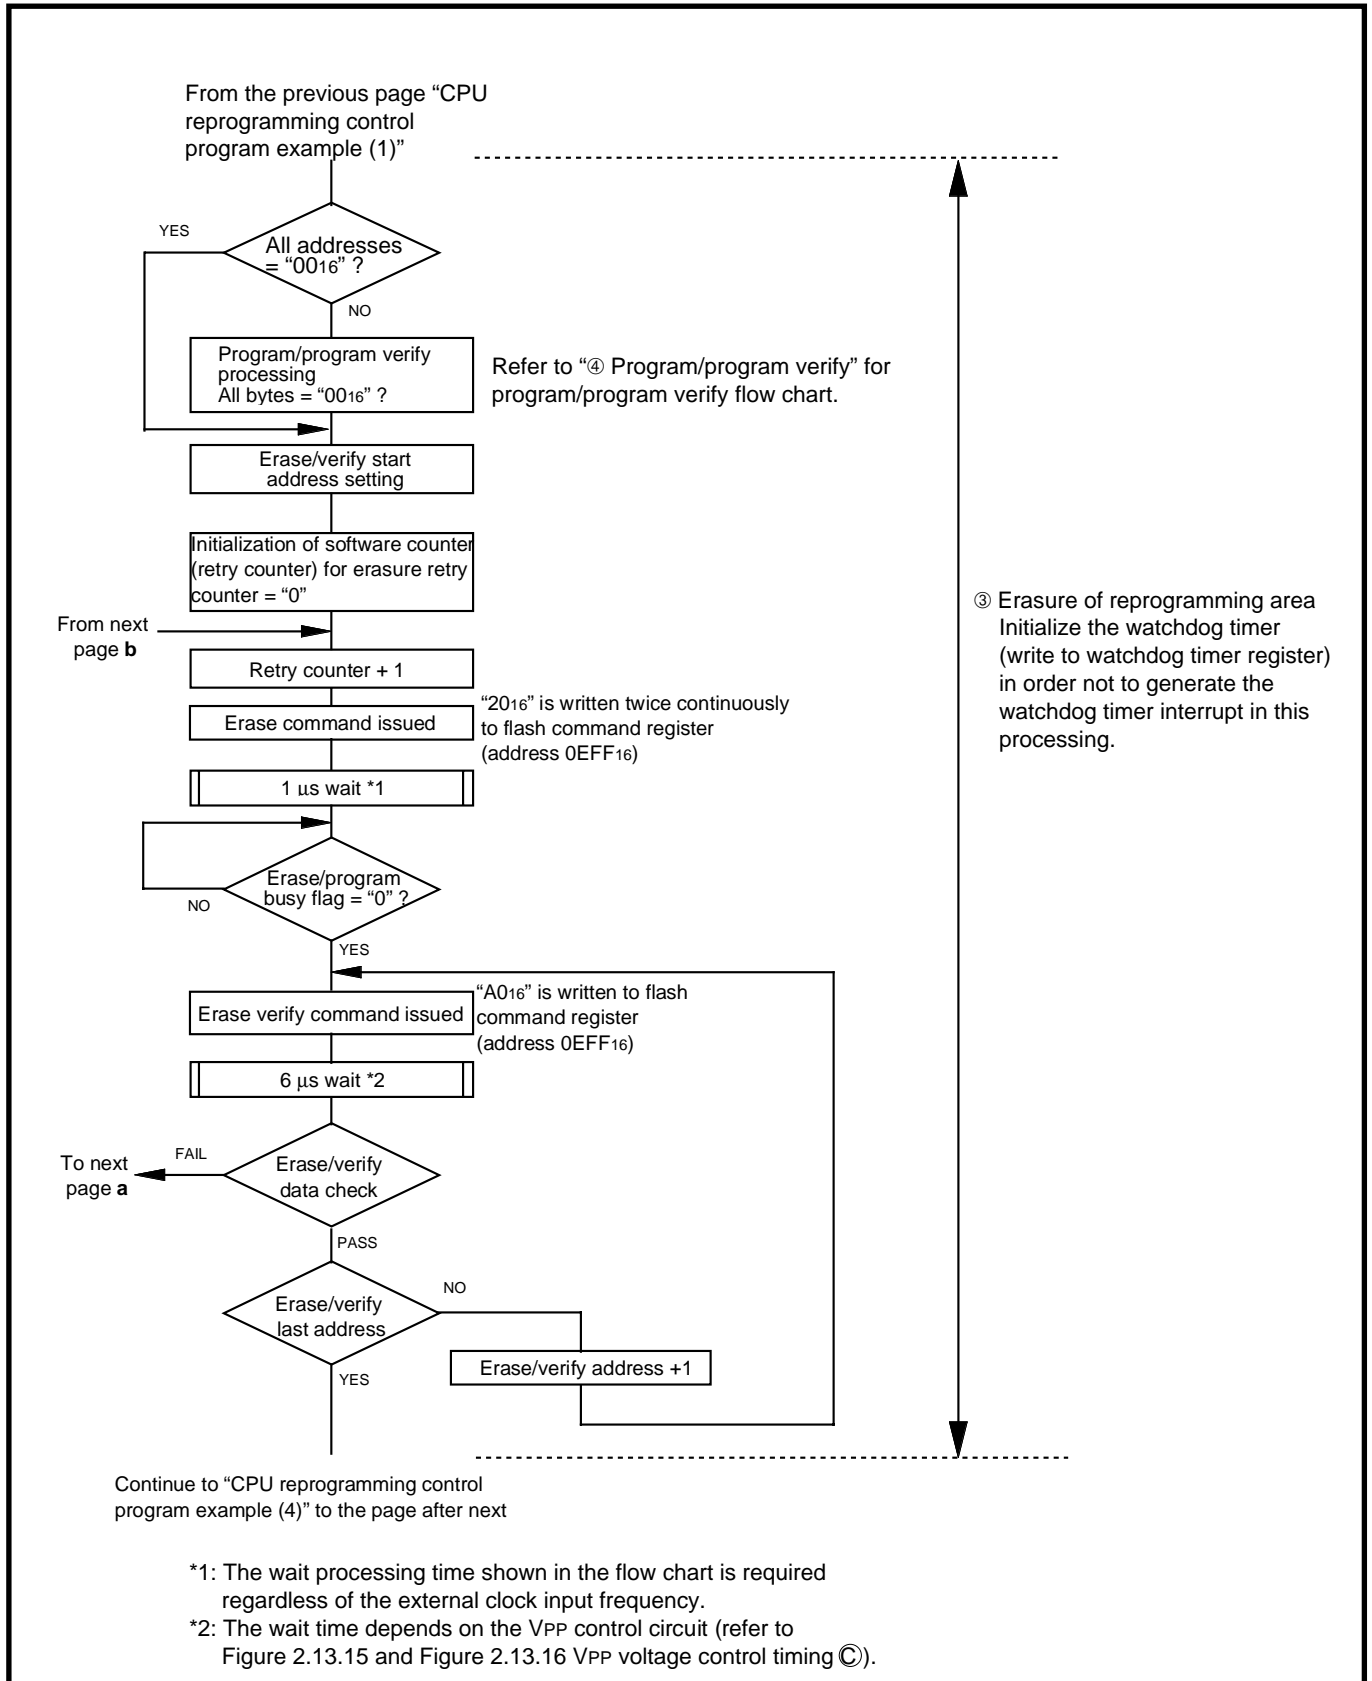 From the previous page “CPU
reprogramming control
program example (1)”
YES
All addresses
= “0016” ?
NO
Program/program verify
processing
All bytes = “0016” ?
Refer to “④ Program/program verify” for
program/program verify flow chart.
Erase/verify start
address setting
Initialization of software counter
(retry counter) for erasure retry
counter = “0”
From next
page b
Retry counter + 1
Erase command issued
“2016” is written twice continuously
to flash command register
(address 0EFF16)
1 µs wait *1
Erase/program
busy flag = “0” ?
NO
YES
Erase verify command issued
“A016” is written to flash
command register
(address 0EFF16)
6 µs wait *2
To next
page a
FAIL
Erase/verify
data check
PASS
Erase/verify
last address
NO
YES
Erase/verify address +1
③ Erasure of reprogramming area
Initialize the watchdog timer
(write to watchdog timer register)
in order not to generate the
watchdog timer interrupt in this
processing.
Continue to “CPU reprogramming control
program example (4)” to the page after next
*1: The wait processing time shown in the flow chart is required
regardless of the external clock input frequency.
*2: The wait time depends on the VPP control circuit (refer to
Figure 2.13.15 and Figure 2.13.16 VPP voltage control timing Ⓒ).